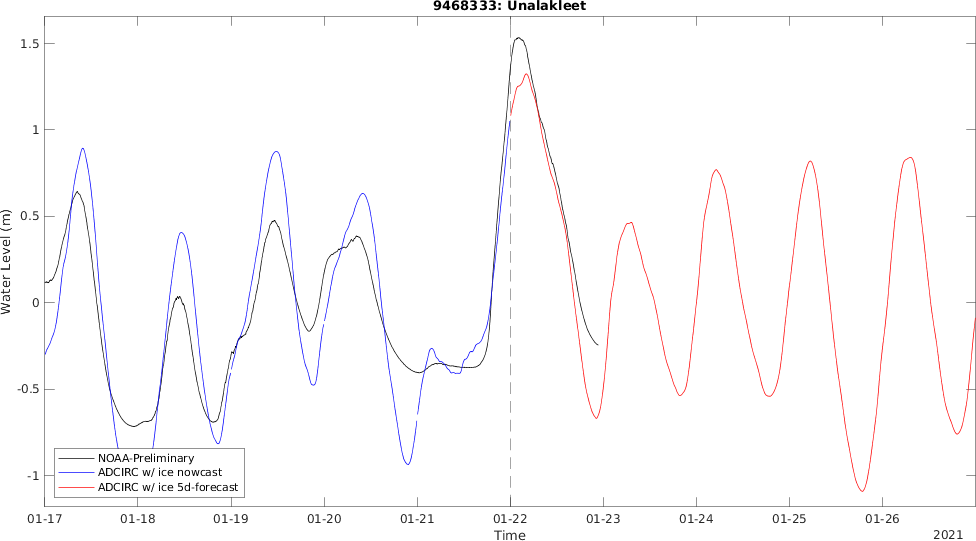 9468333: Unalakleet
Water Level (m)
1.5
1
0.5
0
-0.5
-1
NOAA-Preliminary
ADCIRC w/ ice nowcast
ADCIRC w/ ice 5d-forecast
01-17 01-18 01-19 01-20 01-21 01-22 01-23 01-24 01-25 01-26
Time
2021